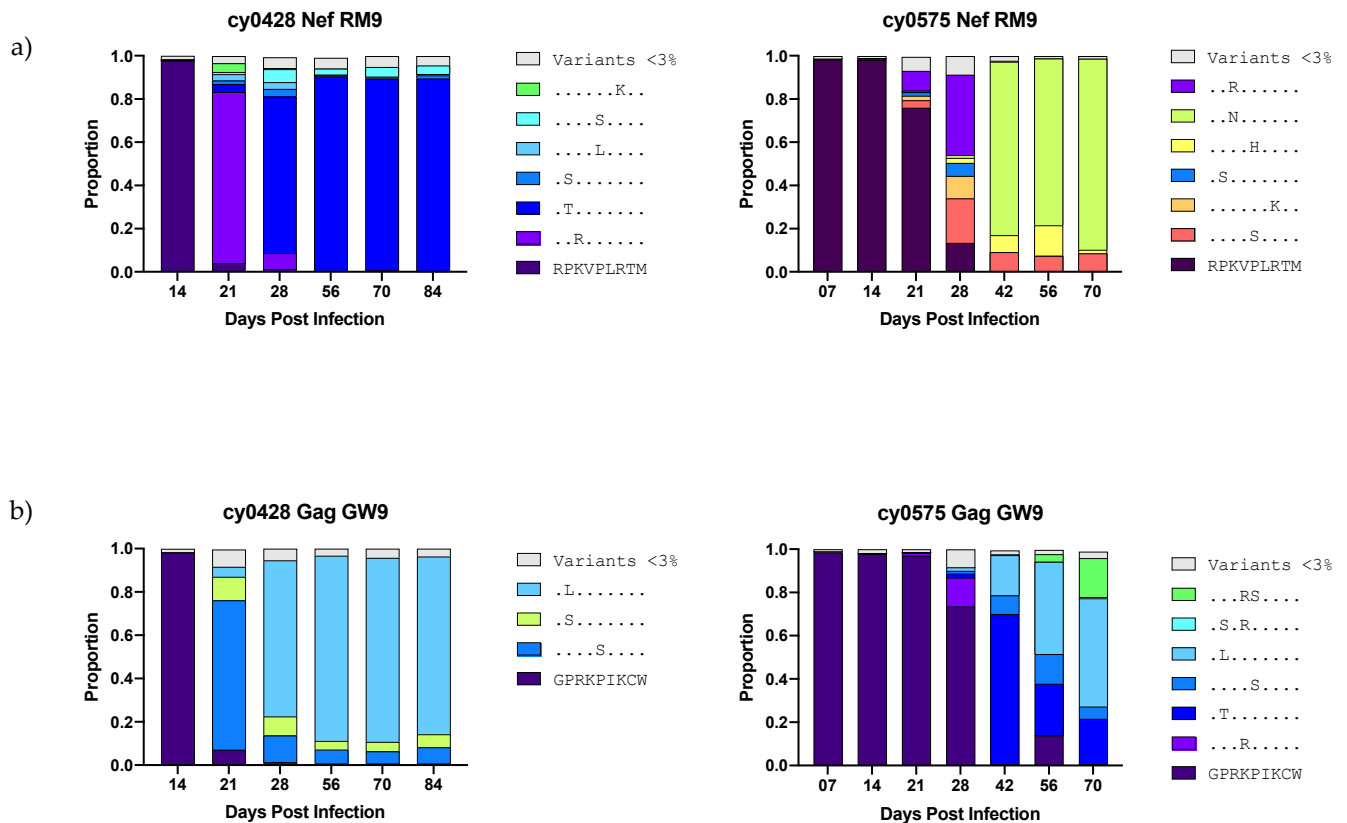 a)
cy0428 Nef RM9
Proportion
1.0
0.8
0.6
0.4
0.2
0.0
14 21 28 56 70 84
Days Post Infection
Variants <3%
......K..
....S....
....L....
.S.......
.T.......
..R......
RPKVPLRTM
cy0575 Nef RM9
Proportion
1.0
0.8
0.6
0.4
0.2
0.0
07 14 21 28 42 56 70
Days Post Infection
Variants <3%
..R......
..N......
....H....
.S.......
......K..
....S....
RPKVPLRTM
b)
cy0428 Gag GW9
Proportion
1.0
0.8
0.6
0.4
0.2
0.0
14 21 28 56 70 84
Days Post Infection
Variants <3%
.L.......
.S.......
....S....
GPRKPIKCW
cy0575 Gag GW9
Proportion
1.0
0.8
0.6
0.4
0.2
0.0
07 14 21 28 42 56 70
Days Post Infection
Variants <3%
...RS....
.S.R.....
.L.......
....S....
.T.......
...R.....
GPRKPIKCW